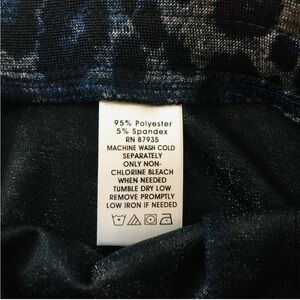 95% Polyester
5% Spandex
RN 87935
MACHINE WASH COLD
SEPARATELY
ONLY NON-
CHLORINE BLEACH
WHEN NEEDED
TUMBLE DRY LOW
REMOVE PROMPTLY
LOW IRON IF NEEDED